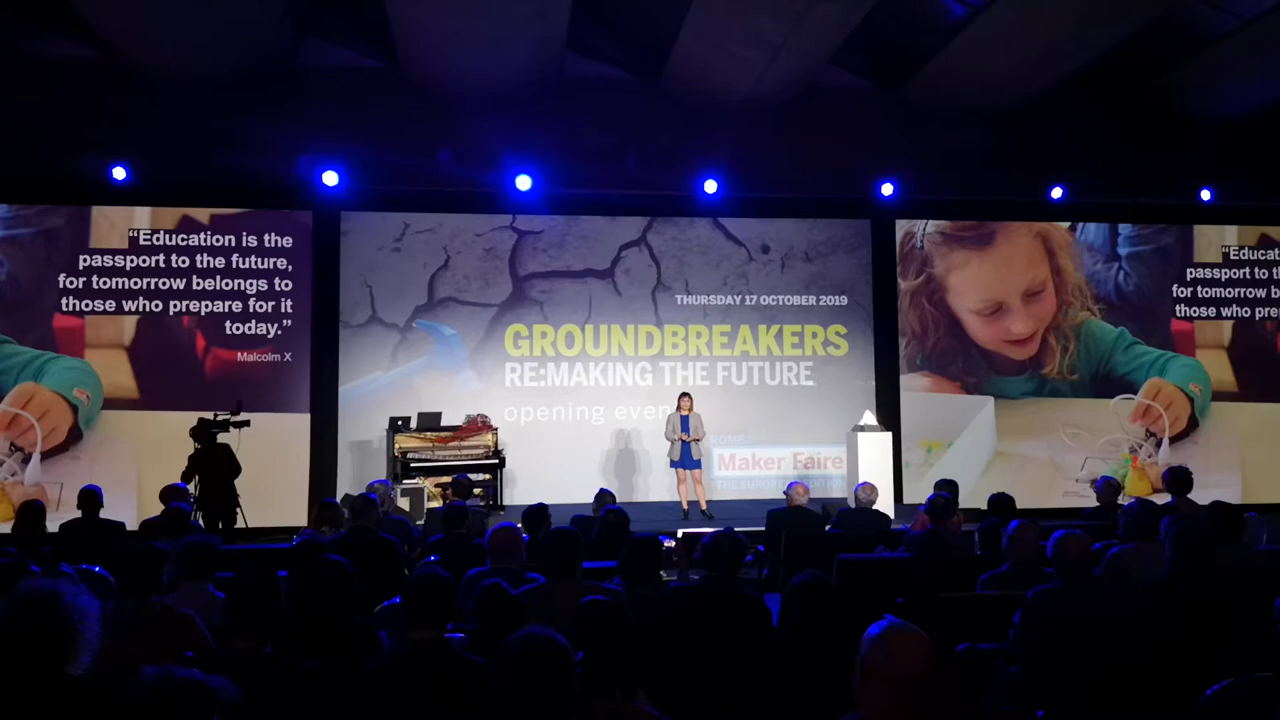 “Education is the
passport to the future,
for tomorrow belongs to
those who prepare for it
today.”
Malcolm X
THURSDAY 17 OCTOBER 2019
GROUNDBREAKERS
RE:MAKING THE FUTURE
opening even
ROME
Maker Faire
THE EUROPEAN EDITION
“Educat
passport to t
for tomorrow b
those who prep